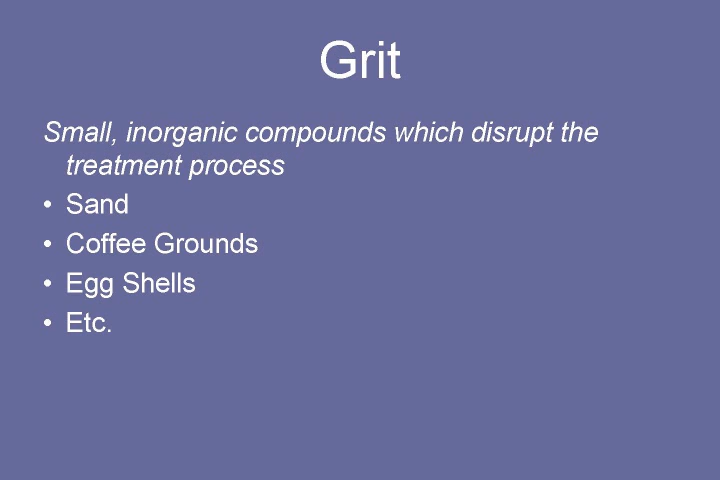 Grit
Small, inorganic compounds which disrupt the
treatment process
• Sand
• Coffee Grounds
• Egg Shells
• Etc.